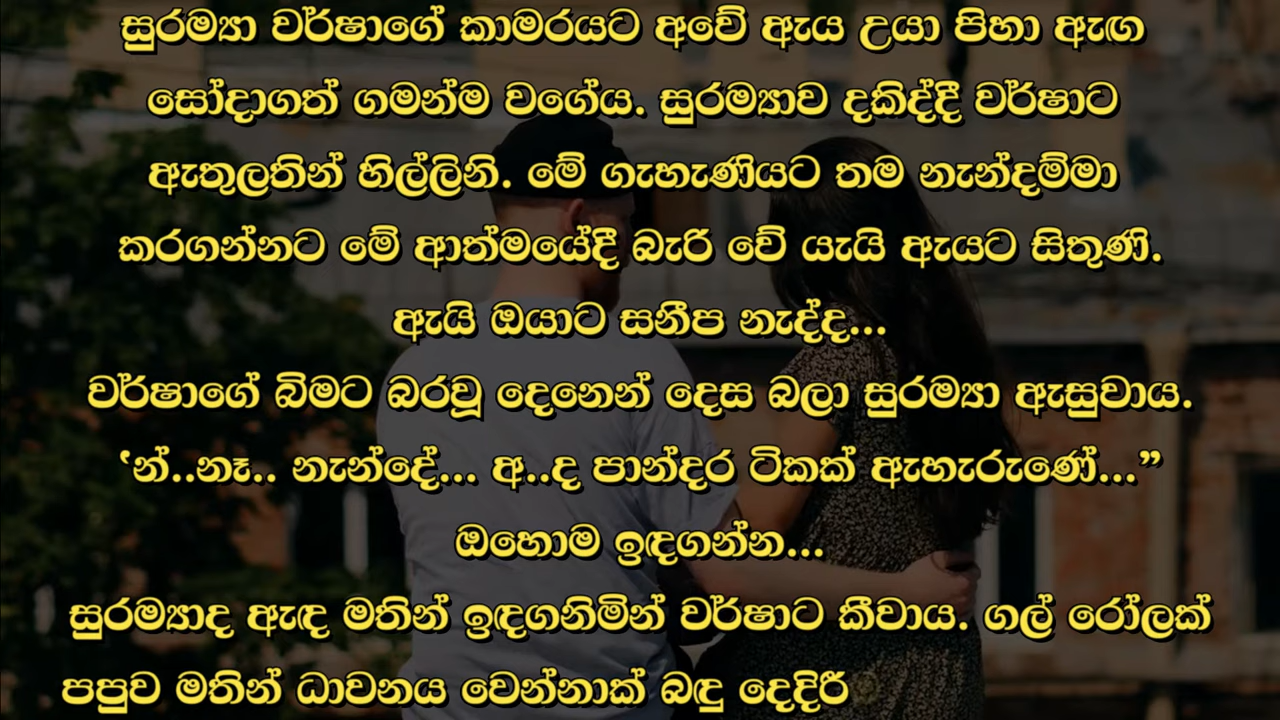 සුරම්‍යා වර්ෂාගේ කාමරයට අවේ ඇය උයා පිහා ඇඟ
සෝදාගත් ගමන්ම වගේය. සුරම්‍යාව දකිද්දී වර්ෂාට
ඇතුලතින් හිල්ලිනි. මේ ගැහැණියට තම නැන්දම්මා
කරගන්නට මේ ආත්මයේදී බැරි වේ යැයි ඇයට සිතුණි.
ඇයි ඔයාට සනීප නැද්ද...
වර්ෂාගේ බිමට බරවූ දෙනෙන් දෙස බලා සුරම්‍යා ඇසුවාය.
‘න්..නෑ.. නැන්දේ... අ..ද පාන්දර ටිකක් ඇහැරුණේ...”
ඔහොම ඉඳගන්න...
සුරම්‍යාද ඇඳ මතින් ඉඳගනිමින් වර්ෂාට කීවාය. ගල් රෝලක්
පපුව මතින් ධාවනය වෙන්නාක් බඳු දෙදිරී